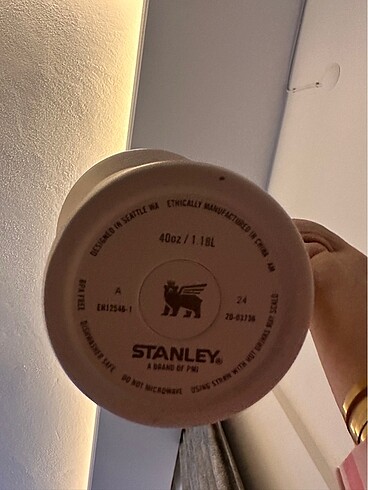 DESIGNED IN SEATTLE WA ETHICALLY MANUFACTURED IN CHINA
40oz / 1.18L
A
24
EN12546-1
20-03736
STANLEY®
A BRAND OF PMI
BPA FREE DISHWASHER SAFE DO NOT MICROWAVE USING STRAW WITH HOT DRINKS MAY SCALD